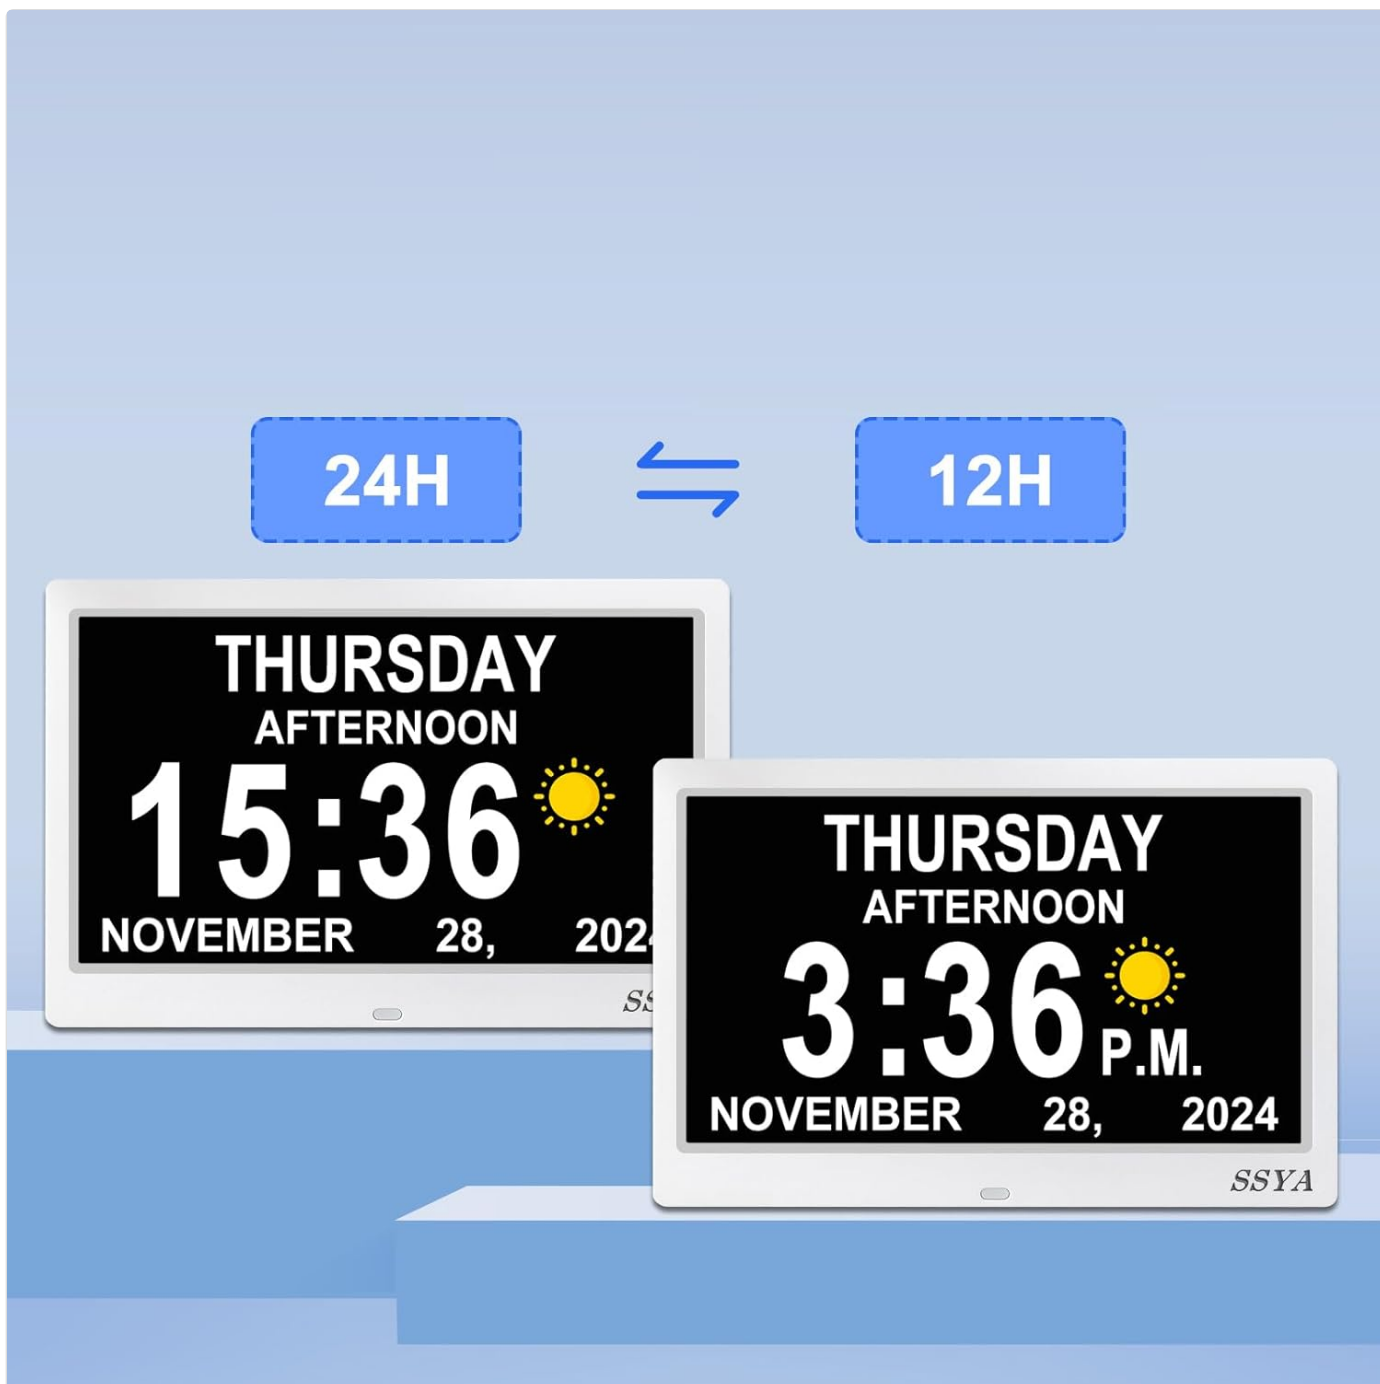 24H
12H
THURSDAY
AFTERNOON
15:36
NOVEMBER 28,
THURSDAY
AFTERNOON
3:36
P.M.
NOVEMBER 28, 2024
SSYA